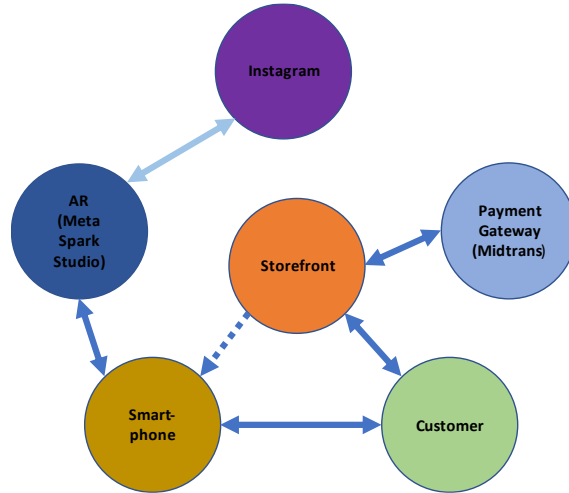 Instagram
AR
(Meta
Spark
Studio)
Payment
Gateway
(Midtrans)
Storefront
Smart-
phone
Customer